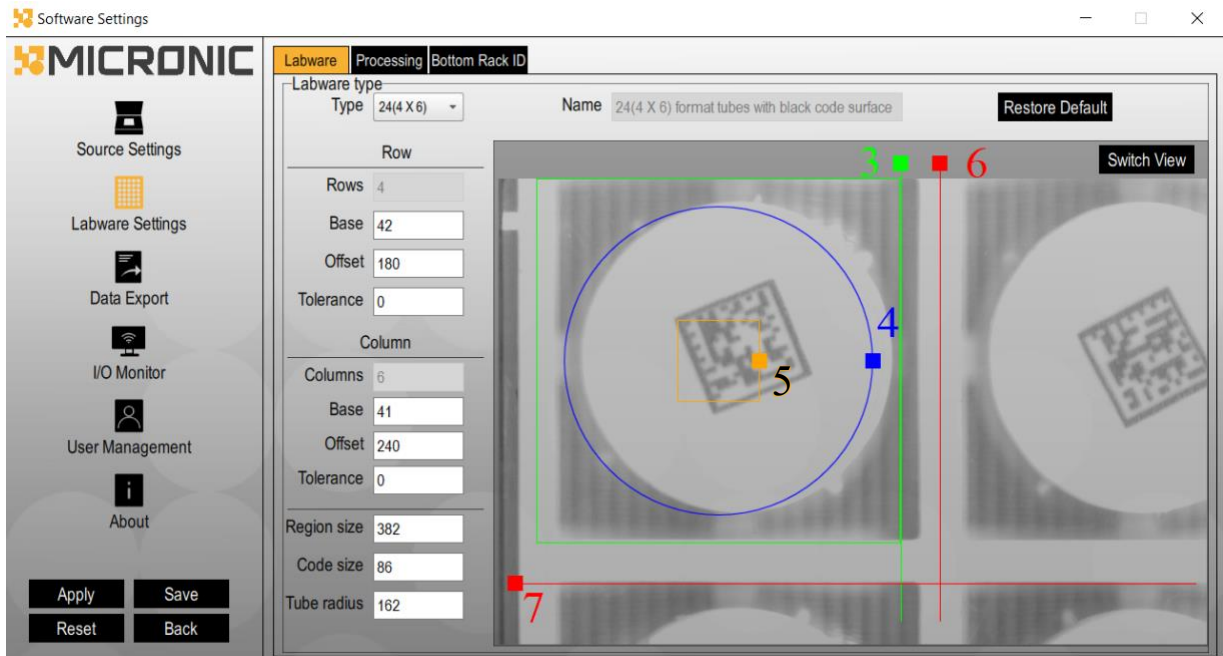 Software Settings
MICRONIC
Source Settings
Labware Settings
Data Export
I/O Monitor
User Management
About
Apply Save
Reset Back
Labware Processing Bottom Rack ID
Labware type
Type 24(4 X 6) Name 24(4 X 6) format tubes with black code surface Restore Default
Row
Rows 4
Base 42
Offset 180
Tolerance 0
Column
Columns 6
Base 41
Offset 240
Tolerance 0
Region size 382
Code size 86
Tube radius 162
Switch View
3 6
4
5
7